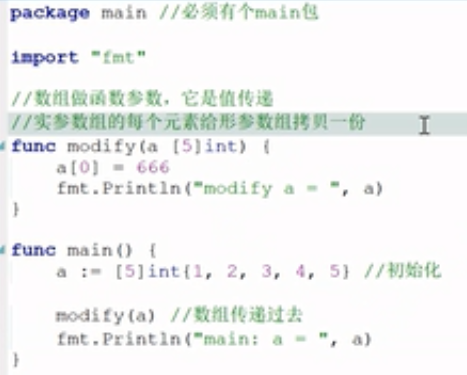 package main //必须有个main包
import "fmt"
//数组做函数参数，它是值传递
//实参数组的每个元素给形参数组拷贝一份
func modify(a [5]int) {
a[0] = 666
fmt.Println("modify a = ", a)
}
func main() {
a := [5]int{1, 2, 3, 4, 5} //初始化
modify(a) //数组传递过去
fmt.Println("main: a = ", a)
}